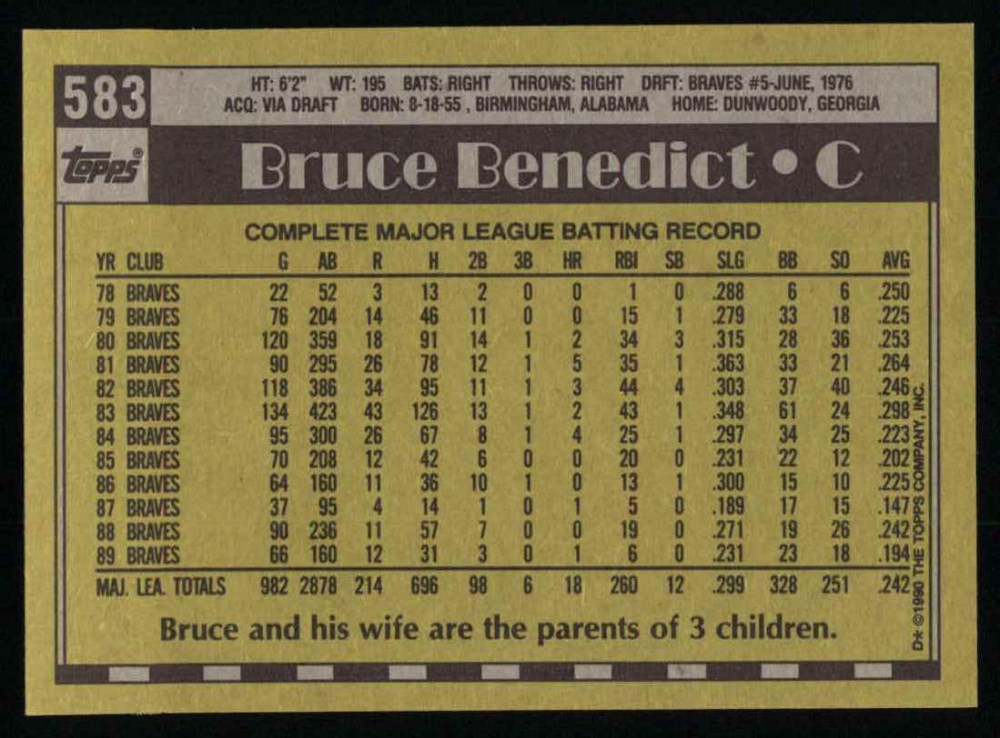 583
HT: 6'2" WT: 195 BATS: RIGHT THROWS: RIGHT DRFT: BRAVES #5-JUNE, 1976
ACQ: VIA DRAFT BORN: 8-18-55 , BIRMINGHAM, ALABAMA HOME: DUNWOODY, GEORGIA
TOPPS®
Bruce Benedict • C
COMPLETE MAJOR LEAGUE BATTING RECORD
YR CLUB G AB R H 2B 3B HR RBI SB SLG BB SO AVG
78 BRAVES 22 52 3 13 2 0 0 1 0 .288 6 6 .250
79 BRAVES 76 204 14 46 11 0 0 15 1 .279 33 18 .225
80 BRAVES 120 359 18 91 14 1 2 34 3 .315 28 36 .253
81 BRAVES 90 295 26 78 12 1 5 35 1 .363 33 21 .264
82 BRAVES 118 386 34 95 11 1 3 44 4 .303 37 40 .246
83 BRAVES 134 423 43 126 13 1 2 43 1 .348 61 24 .298
84 BRAVES 95 300 26 67 8 1 4 25 1 .297 34 25 .223
85 BRAVES 70 208 12 42 6 0 0 20 0 .231 22 12 .202
86 BRAVES 64 160 11 36 10 1 0 13 1 .300 15 10 .225
87 BRAVES 37 95 4 14 1 0 1 5 0 .189 17 15 .147
88 BRAVES 90 236 11 57 7 0 0 19 0 .271 19 26 .242
89 BRAVES 66 160 12 31 3 0 1 6 0 .231 23 18 .194
MAJ. LEA. TOTALS 982 2878 214 696 98 6 18 260 12 .299 328 251 .242
Bruce and his wife are the parents of 3 children.
D* ©1990 THE TOPPS COMPANY, INC.